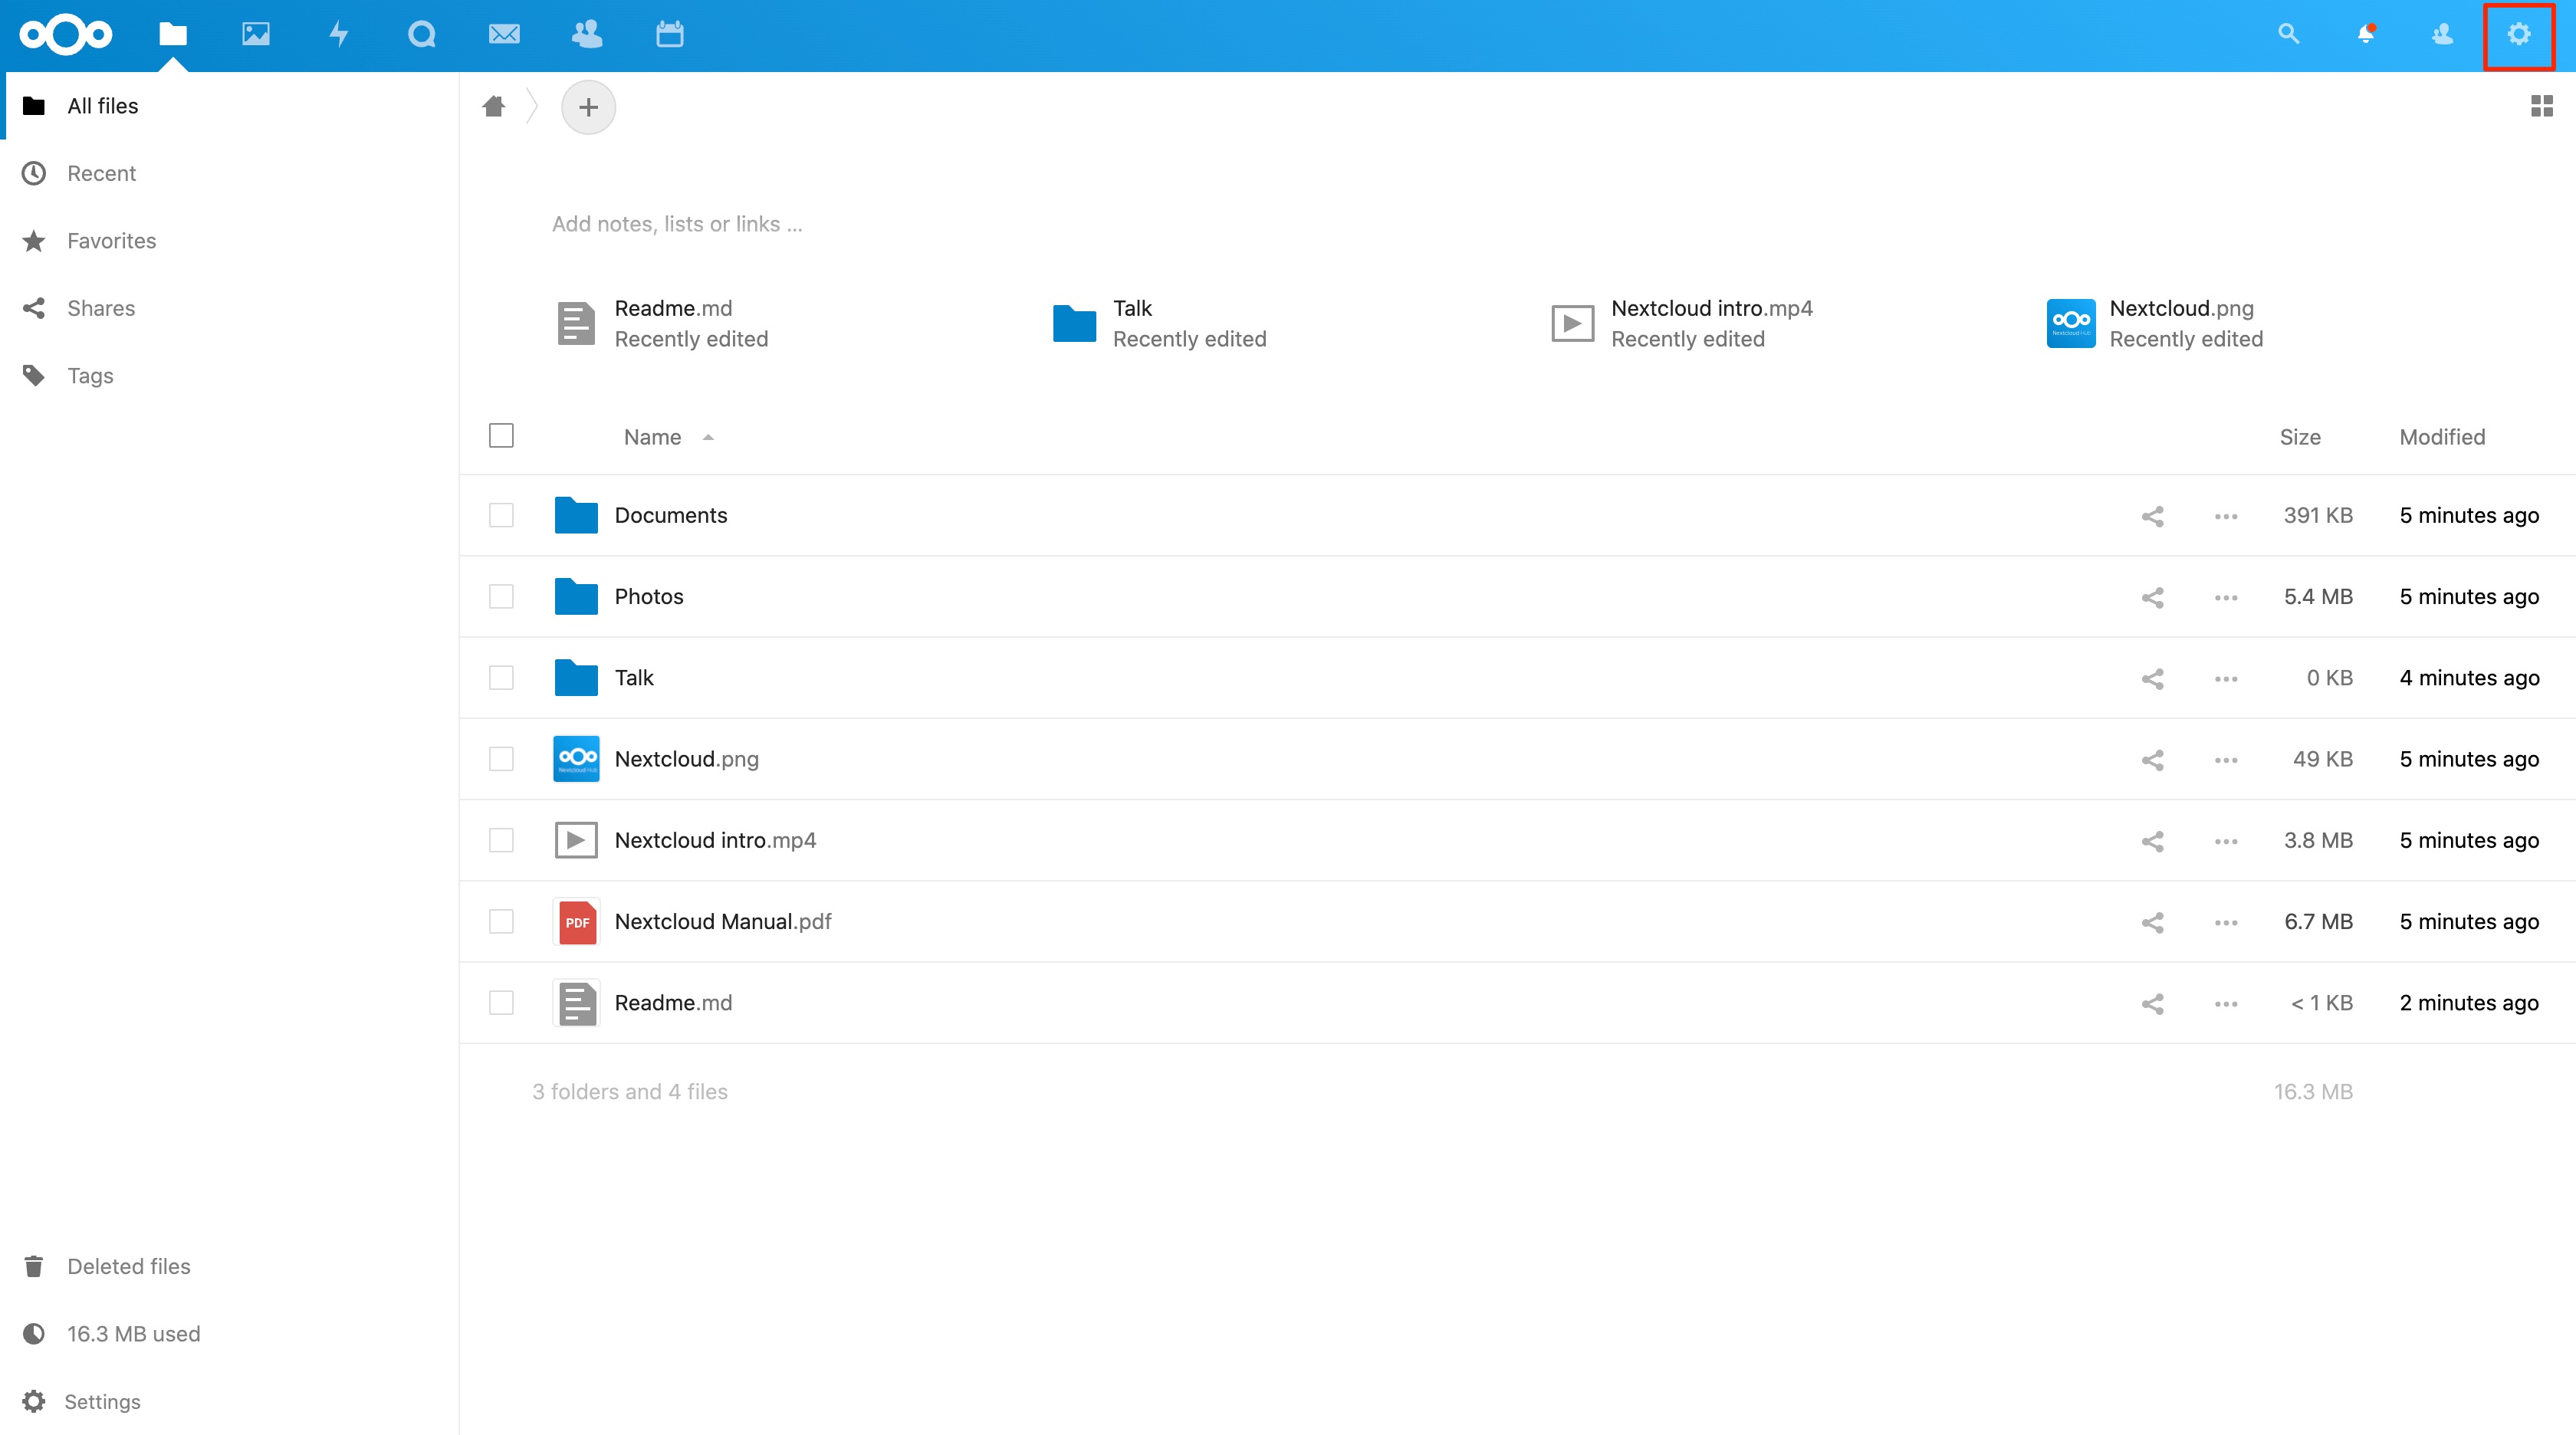 All files
Recent
Favorites
Shares
Tags
Add notes, lists or links ...
Readme.md
Recently edited
Talk
Recently edited
Nextcloud intro.mp4
Recently edited
Nextcloud Hub
Nextcloud.png
Recently edited
Name Size Modified
Documents 391 KB 5 minutes ago
Photos 5.4 MB 5 minutes ago
Talk 0 KB 4 minutes ago
Nextcloud Hub
Nextcloud.png 49 KB 5 minutes ago
Nextcloud intro.mp4 3.8 MB 5 minutes ago
PDF Nextcloud Manual.pdf 6.7 MB 5 minutes ago
Readme.md < 1 KB 2 minutes ago
3 folders and 4 files 16.3 MB
Deleted files
16.3 MB used
Settings